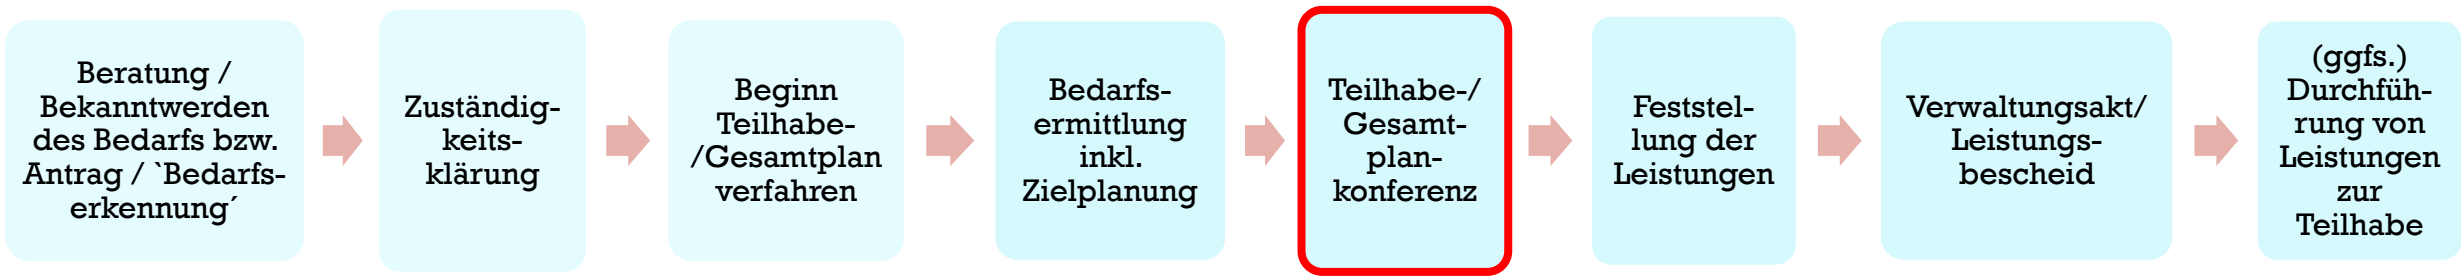 Beratung /
Bekanntwerden
des Bedarfs bzw.
Antrag / `Bedarfs-
erkennung´
Zuständig-
keits-
klärung
Beginn
Teilhabe-
/Gesamtplan
verfahren
Bedarfs-
ermittlung
inkl.
Zielplanung
Teilhabe-/
Gesamt-
plan-
konferenz
Feststel-
lung der
Leistungen
Verwaltungsakt/
Leistungs-
bescheid
(ggfs.)
Durchfüh-
rung von
Leistungen
zur
Teilhabe